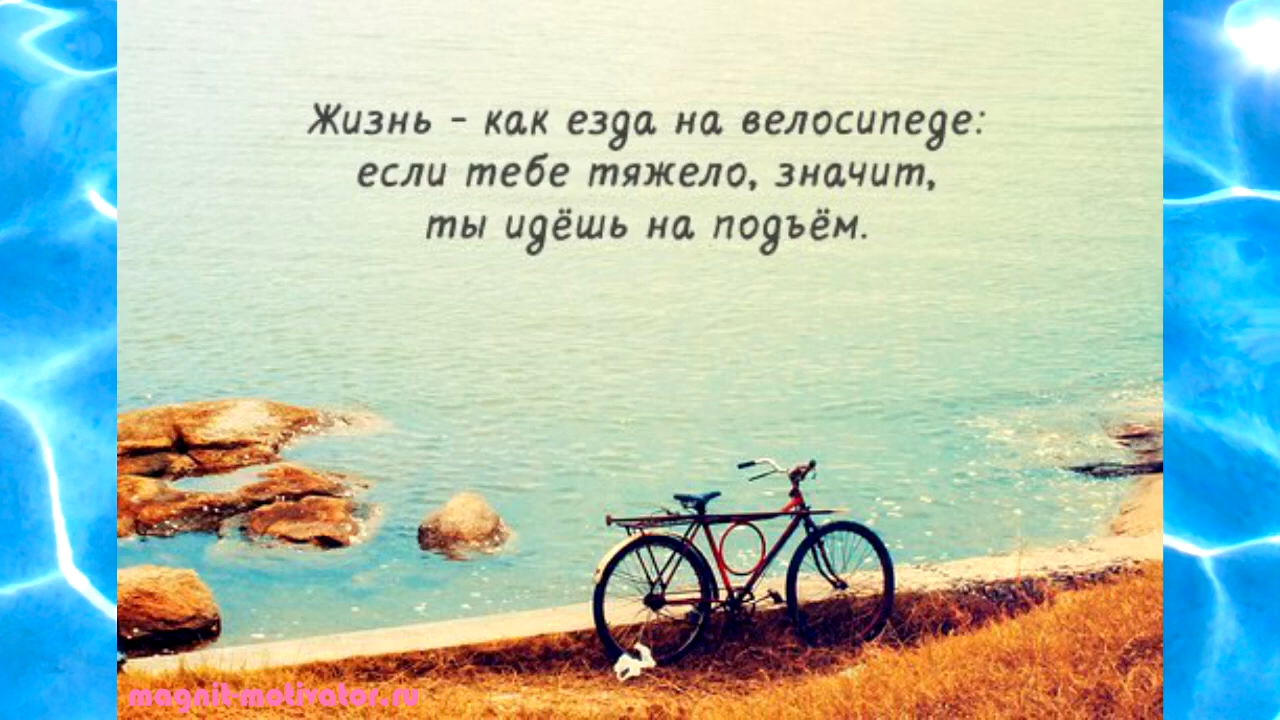 Жизнь - как езда на велосипеде:
если тебе тяжело, значит,
ты идёшь на подъём.
magnit-motivator.ru